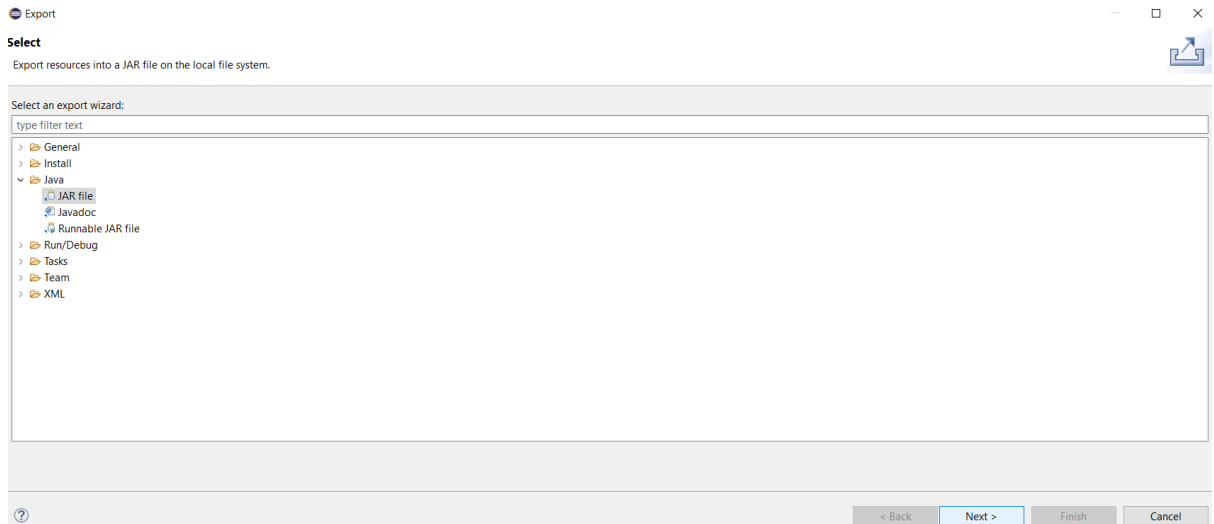 Export
Select
Export resources into a JAR file on the local file system.
Select an export wizard:
type filter text
General
Install
Java
JAR file
Javadoc
Runnable JAR file
Run/Debug
Tasks
Team
XML
< Back Next > Finish Cancel